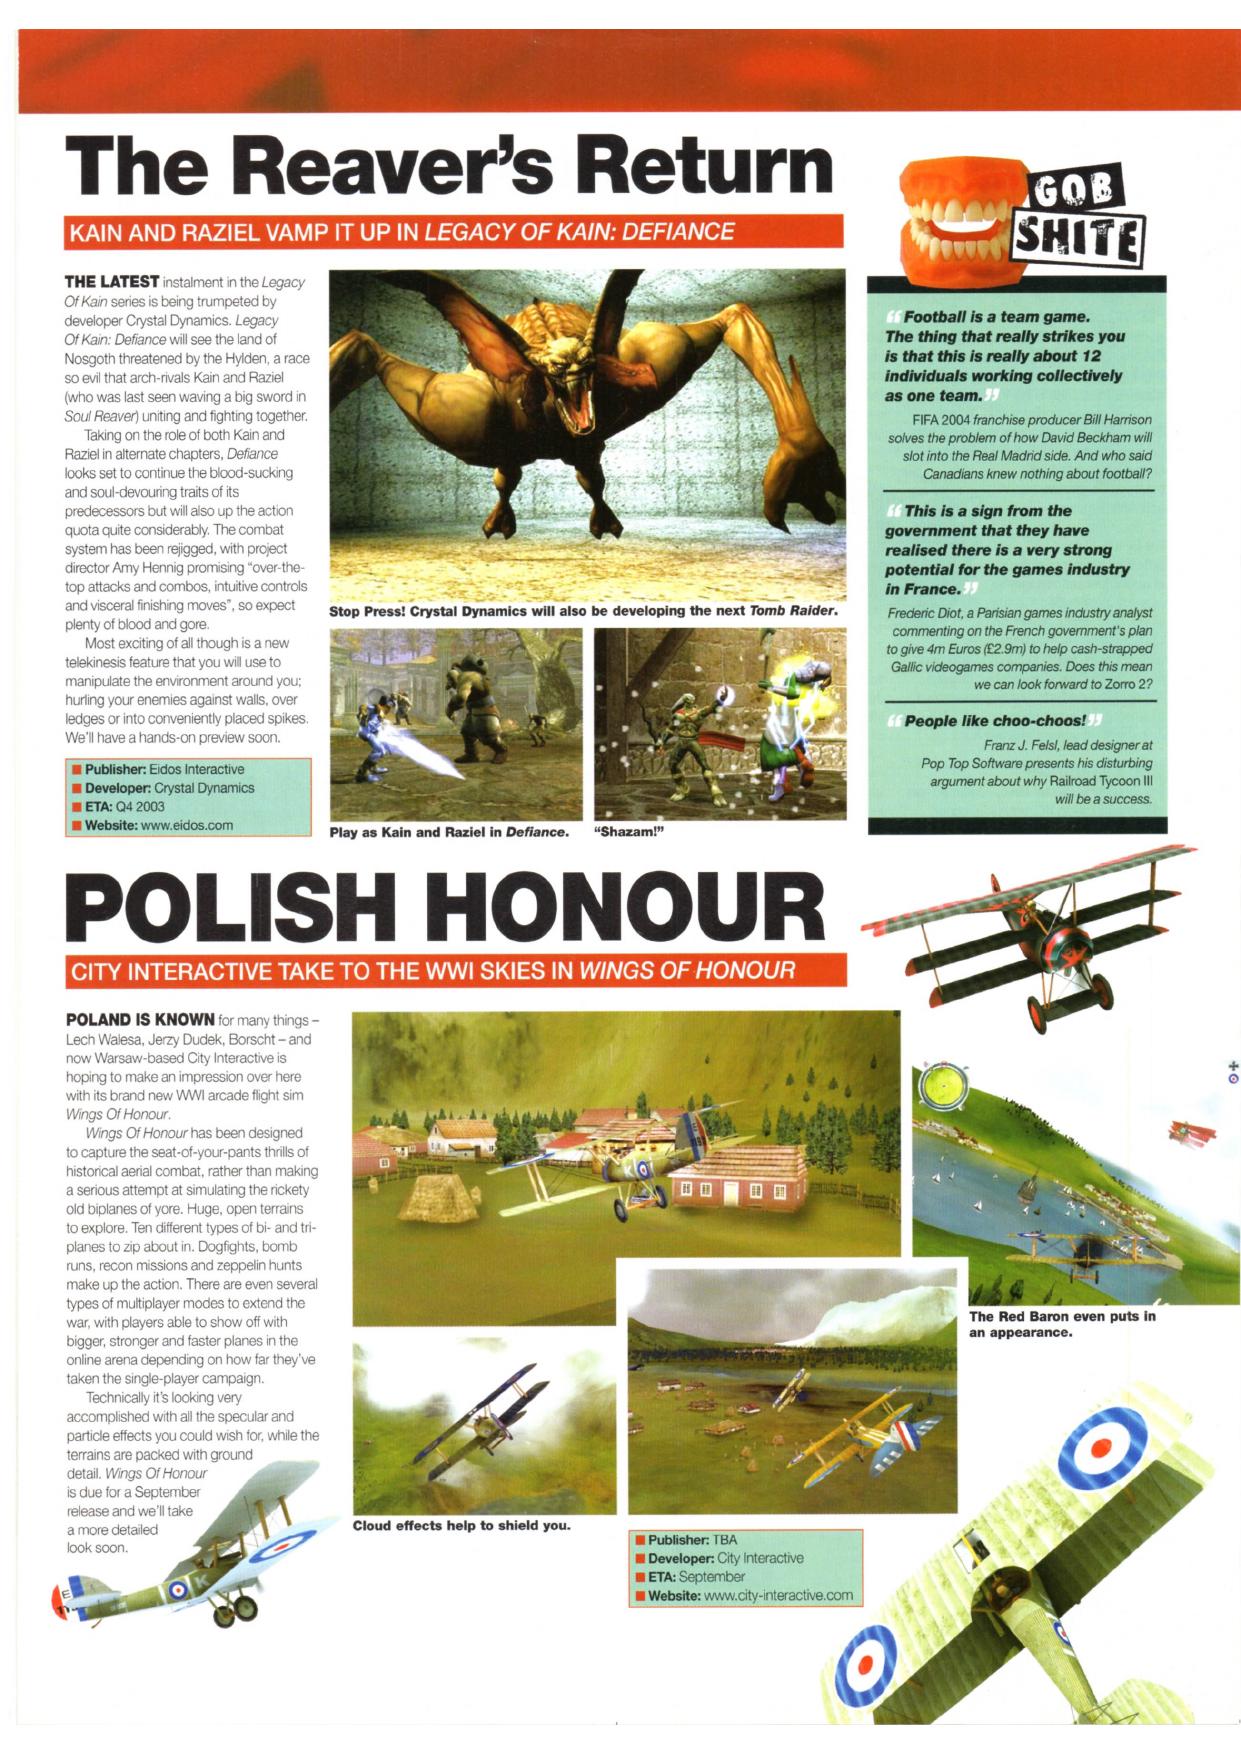 The Reaver's Return
KAIN AND RAZIEL VAMP IT UP IN LEGACY OF KAIN: DEFIANCE
THE LATEST instalment in the Legacy
Of Kain series is being trumpeted by
developer Crystal Dynamics. Legacy
Of Kain: Defiance will see the land of
Nosgoth threatened by the Hylden, a race
so evil that arch-rivals Kain and Raziel
(who was last seen waving a big sword in
Soul Reaver) uniting and fighting together.
Taking on the role of both Kain and
Raziel in alternate chapters, Defiance
looks set to continue the blood-sucking
and soul-devouring traits of its
predecessors but will also up the action
quota quite considerably. The combat
system has been rejigged, with project
director Amy Hennig promising "over-the-
top attacks and combos, intuitive controls
and visceral finishing moves", so expect
plenty of blood and gore.
Most exciting of all though is a new
telekinesis feature that you will use to
manipulate the environment around you;
hurling your enemies against walls, over
ledges or into conveniently placed spikes.
We'll have a hands-on preview soon.
Publisher: Eidos Interactive
Developer: Crystal Dynamics
ETA: Q4 2003
Website: www.eidos.com
Stop Press! Crystal Dynamics will also be developing the next Tomb Raider.
Play as Kain and Raziel in Defiance.
"Shazam!"
GOB
SHITE
"Football is a team game.
The thing that really strikes you
is that this is really about 12
individuals working collectively
as one team."
FIFA 2004 franchise producer Bill Harrison
solves the problem of how David Beckham will
slot into the Real Madrid side. And who said
Canadians knew nothing about football?
"This is a sign from the
government that they have
realised there is a very strong
potential for the games industry
in France."
Frederic Diot, a Parisian games industry analyst
commenting on the French government's plan
to give 4m Euros (£2.9m) to help cash-strapped
Gallic videogames companies. Does this mean
we can look forward to Zorro 2?
"People like choo-choos!"
Franz J. Felsl, lead designer at
Pop Top Software presents his disturbing
argument about why Railroad Tycoon III
will be a success.
POLISH HONOUR
CITY INTERACTIVE TAKE TO THE WWI SKIES IN WINGS OF HONOUR
POLAND IS KNOWN for many things –
Lech Walesa, Jerzy Dudek, Borscht – and
now Warsaw-based City Interactive is
hoping to make an impression over here
with its brand new WWI arcade flight sim
Wings Of Honour.
Wings Of Honour has been designed
to capture the seat-of-your-pants thrills of
historical aerial combat, rather than making
a serious attempt at simulating the rickety
old biplanes of yore. Huge, open terrains
to explore. Ten different types of bi- and tri-
planes to zip about in. Dogfights, bomb
runs, recon missions and zeppelin hunts
make up the action. There are even several
types of multiplayer modes to extend the
war, with players able to show off with
bigger, stronger and faster planes in the
online arena depending on how far they've
taken the single-player campaign.
Technically it's looking very
accomplished with all the specular and
particle effects you could wish for, while the
terrains are packed with ground
detail. Wings Of Honour
is due for a September
release and we'll take
a more detailed
look soon.
The Red Baron even puts in
an appearance.
Cloud effects help to shield you.
Publisher: TBA
Developer: City Interactive
ETA: September
Website: www.city-interactive.com
K
E